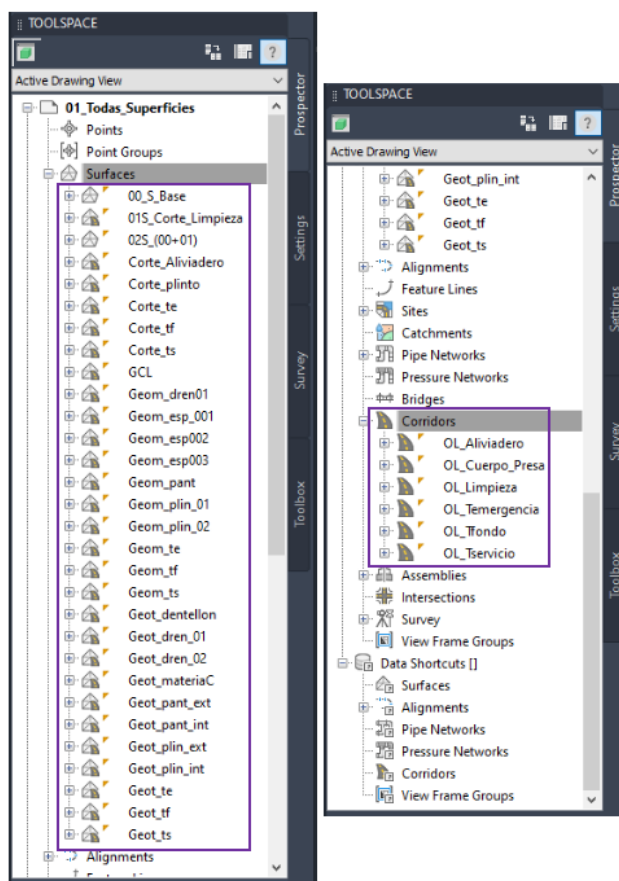 TOOLSPACE
?
Active Drawing View
01_Todas_Superficies
Points
Point Groups
Surfaces
00_S_Base
01S_Corte_Limpieza
02S_(00+01)
Corte_Aliviadero
Corte_plinto
Corte_te
Corte_tf
Corte_ts
GCL
Geom_dren01
Geom_esp_001
Geom_esp002
Geom_esp003
Geom_pant
Geom_plin_01
Geom_plin_02
Geom_te
Geom_tf
Geom_ts
Geot_dentellon
Geot_dren_01
Geot_dren_02
Geot_materiaC
Geot_pant_ext
Geot_pant_int
Geot_plin_ext
Geot_plin_int
Geot_te
Geot_tf
Geot_ts
Alignments
Prospector
Settings
Survey
Toolbox
TOOLSPACE
?
Active Drawing View
Geot_plin_int
Geot_te
Geot_tf
Geot_ts
Alignments
Feature Lines
Sites
Catchments
Pipe Networks
Pressure Networks
Bridges
Corridors
OL_Aliviadero
OL_Cuerpo_Presa
OL_Limpieza
OL_Temergencia
OL_Tfondo
OL_Tservicio
Assemblies
Intersections
Survey
View Frame Groups
Data Shortcuts []
Surfaces
Alignments
Pipe Networks
Pressure Networks
Corridors
View Frame Groups
Prospector
Settings
Survey
Toolbox